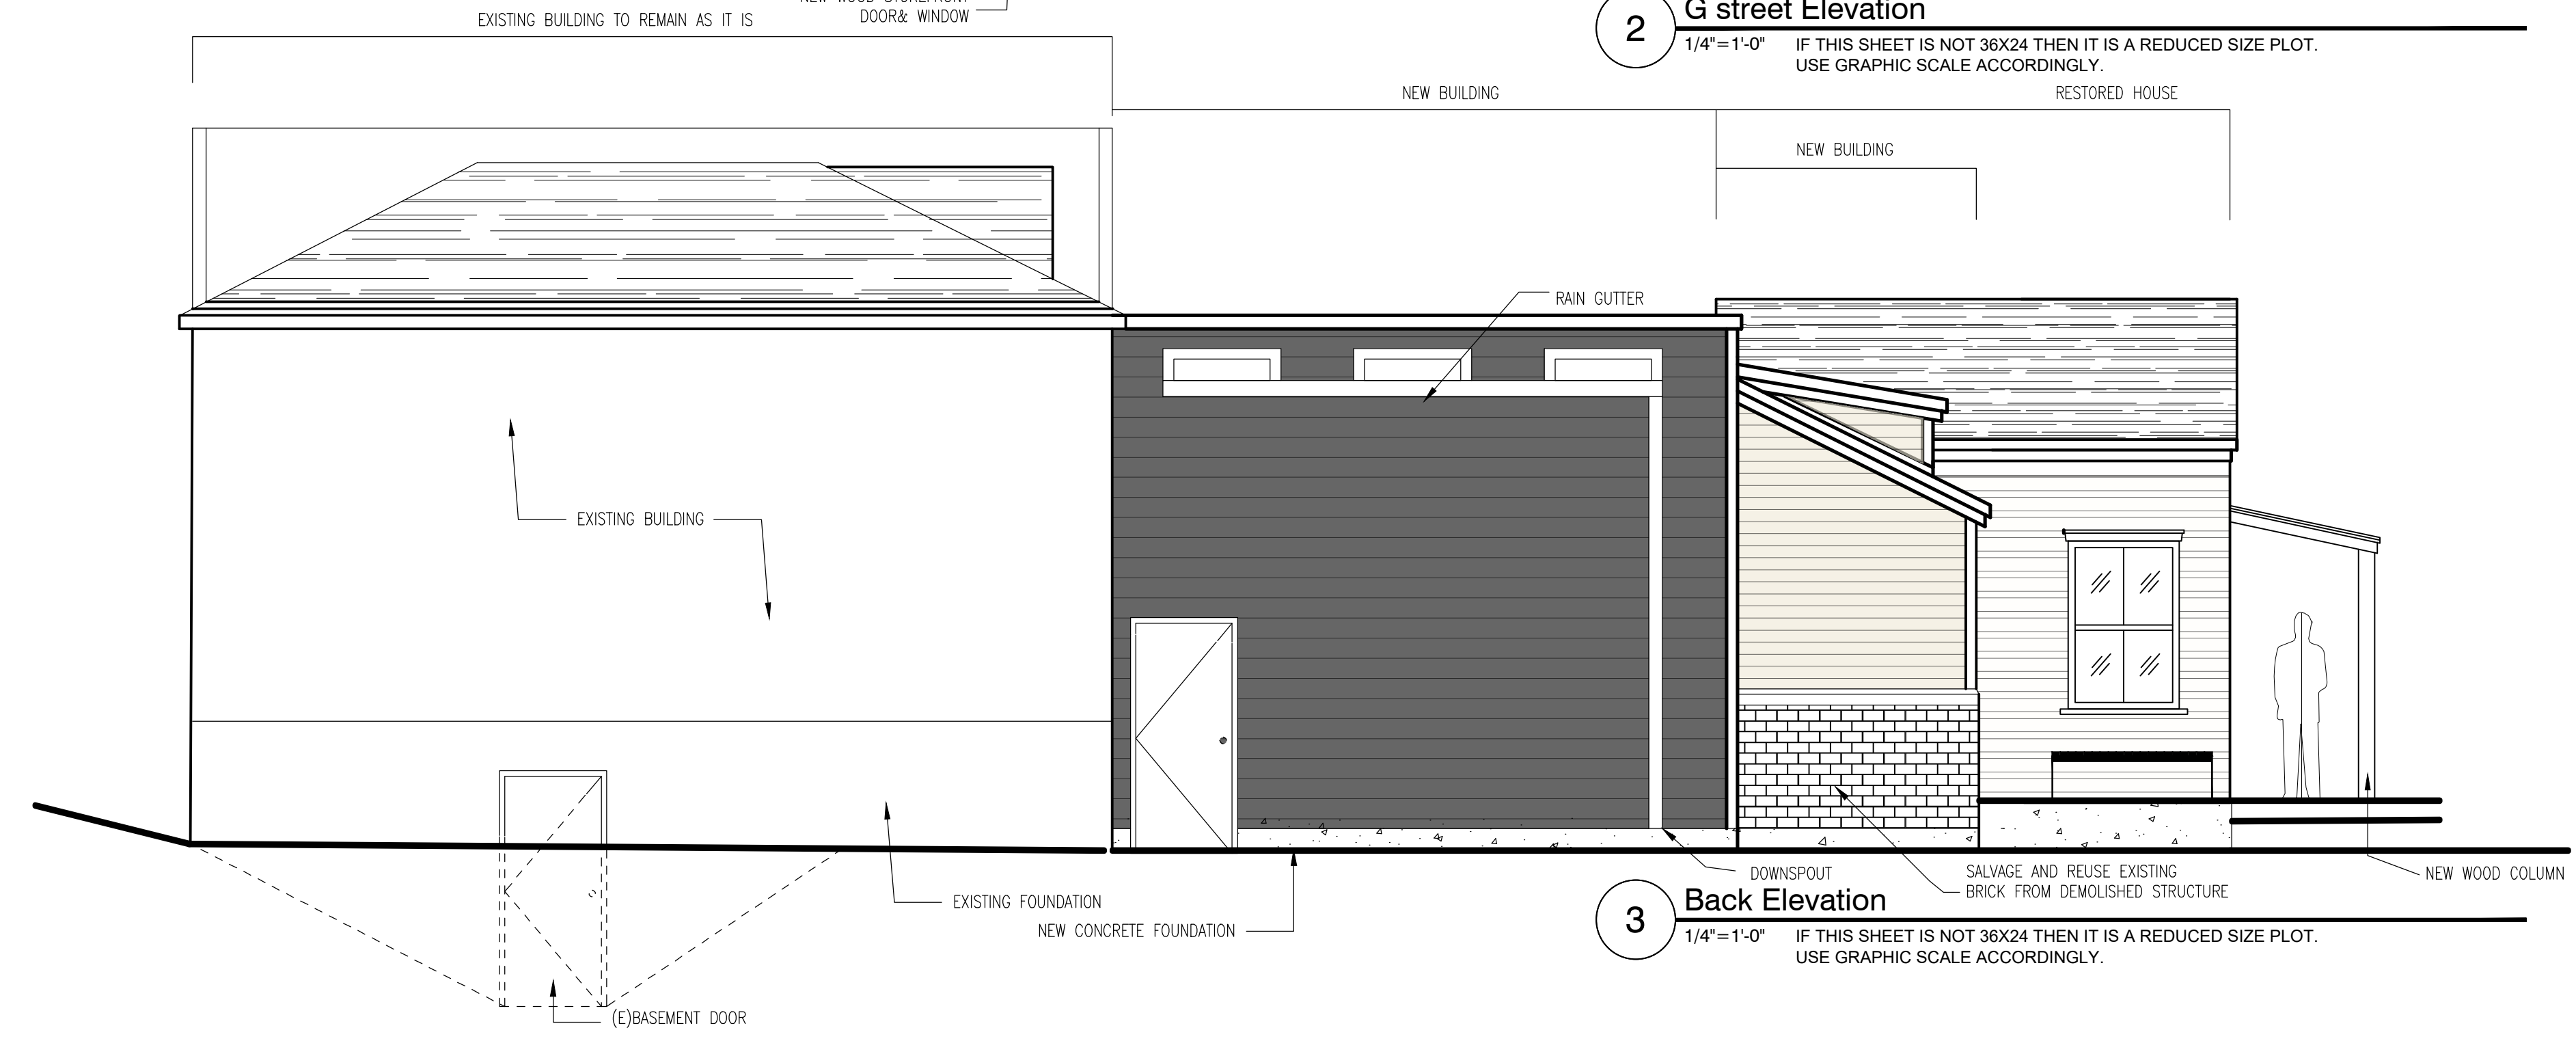 DOOR& WINDOW
EXISTING BUILDING TO REMAIN AS IT IS
2
G street Elevation
1/4"=1'-0"
IF THIS SHEET IS NOT 36X24 THEN IT IS A REDUCED SIZE PLOT.
USE GRAPHIC SCALE ACCORDINGLY.
NEW BUILDING
RESTORED HOUSE
NEW BUILDING
RAIN GUTTER
EXISTING BUILDING
DOWNSPOUT
SALVAGE AND REUSE EXISTING
BRICK FROM DEMOLISHED STRUCTURE
NEW WOOD COLUMN
EXISTING FOUNDATION
NEW CONCRETE FOUNDATION
3
Back Elevation
1/4"=1'-0"
IF THIS SHEET IS NOT 36X24 THEN IT IS A REDUCED SIZE PLOT.
USE GRAPHIC SCALE ACCORDINGLY.
(E)BASEMENT DOOR